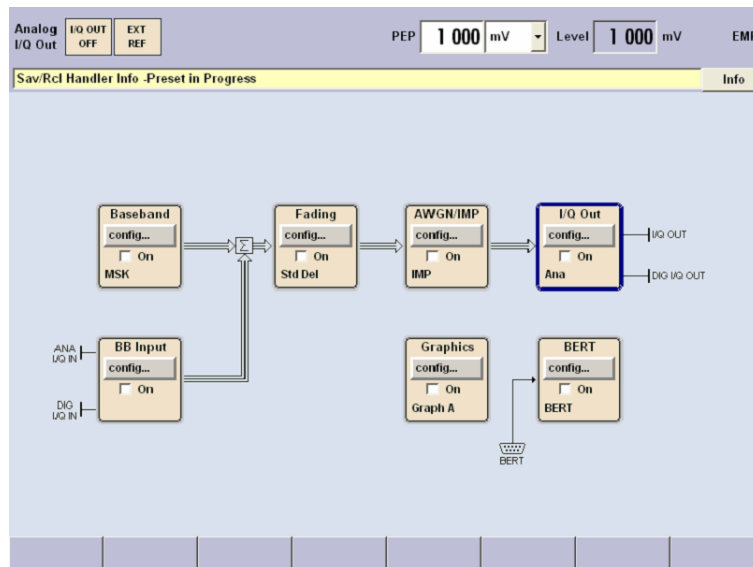 Analog I/Q Out
I/Q OUT OFF
EXT REF
PEP 1 000 mV
Level 1 000 mV
EMF
Sav/Rcl Handler Info -Preset in Progress
Info
Baseband
config...
On
MSK
Fading
config...
On
Std Del
AWGN/IMP
config...
On
IMP
I/Q Out
config...
On
Ana
I/Q OUT
DIG I/Q OUT
Σ
ANA I/Q IN
DIG I/Q IN
BB Input
config...
On
Graphics
config...
On
Graph A
BERT
config...
On
BERT
BERT